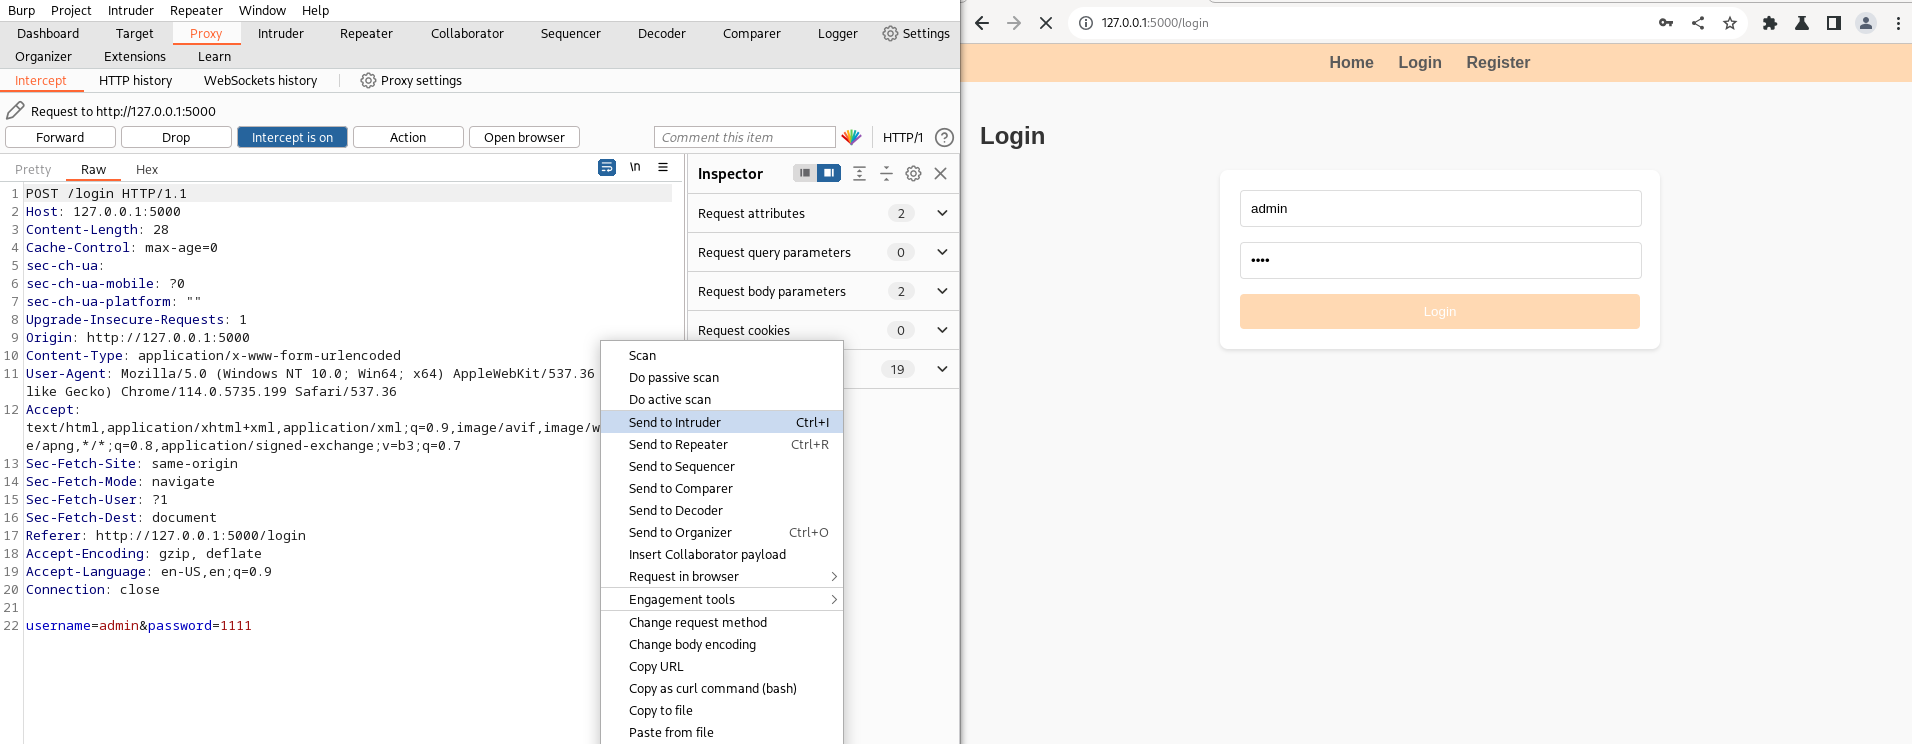 Burp Project Intruder Repeater Window Help
Dashboard Target Proxy Intruder Repeater Collaborator Sequencer Decoder Comparer Logger Settings
Organizer Extensions Learn
Intercept HTTP history WebSockets history Proxy settings
Request to http://127.0.0.1:5000
Forward Drop Intercept is on Action Open browser Comment this item HTTP/1 ?
Pretty Raw Hex \n
1 POST /login HTTP/1.1
2 Host: 127.0.0.1:5000
3 Content-Length: 28
4 Cache-Control: max-age=0
5 sec-ch-ua:
6 sec-ch-ua-mobile: ?0
7 sec-ch-ua-platform: ""
8 Upgrade-Insecure-Requests: 1
9 Origin: http://127.0.0.1:5000
10 Content-Type: application/x-www-form-urlencoded
11 User-Agent: Mozilla/5.0 (Windows NT 10.0; Win64; x64) AppleWebKit/537.36
like Gecko) Chrome/114.0.5735.199 Safari/537.36
12 Accept:
text/html,application/xhtml+xml,application/xml;q=0.9,image/avif,image/w
e/apng,*/*;q=0.8,application/signed-exchange;v=b3;q=0.7
13 Sec-Fetch-Site: same-origin
14 Sec-Fetch-Mode: navigate
15 Sec-Fetch-User: ?1
16 Sec-Fetch-Dest: document
17 Referer: http://127.0.0.1:5000/login
18 Accept-Encoding: gzip, deflate
19 Accept-Language: en-US,en;q=0.9
20 Connection: close
21
22 username=admin&password=1111
Inspector
Request attributes 2
Request query parameters 0
Request body parameters 2
Request cookies 0
19
Scan
Do passive scan
Do active scan
Send to Intruder Ctrl+I
Send to Repeater Ctrl+R
Send to Sequencer
Send to Comparer
Send to Decoder
Send to Organizer Ctrl+O
Insert Collaborator payload
Request in browser
Engagement tools
Change request method
Change body encoding
Copy URL
Copy as curl command (bash)
Copy to file
Paste from file
127.0.0.1:5000/login
Home Login Register
Login
admin
••••
Login